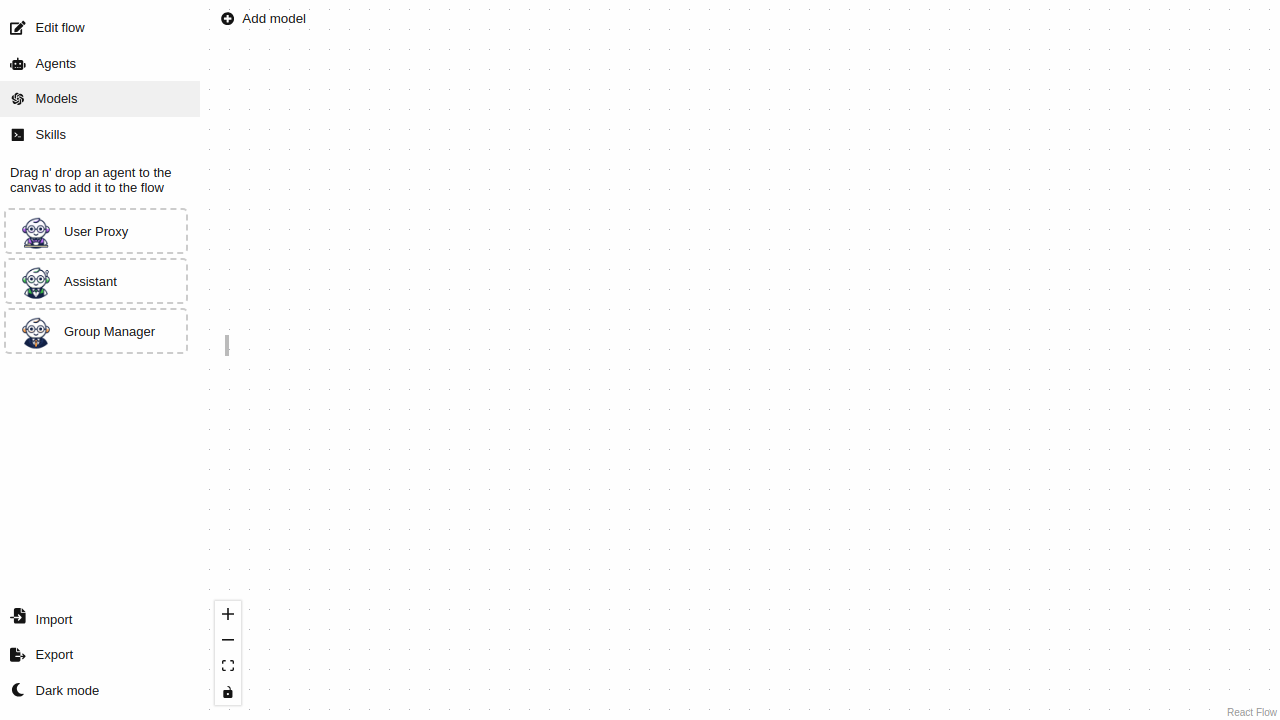 Edit flow
Agents
Models
Skills
Drag n' drop an agent to the
canvas to add it to the flow
User Proxy
Assistant
Group Manager
Import
Export
Dark mode
Add model
React Flow